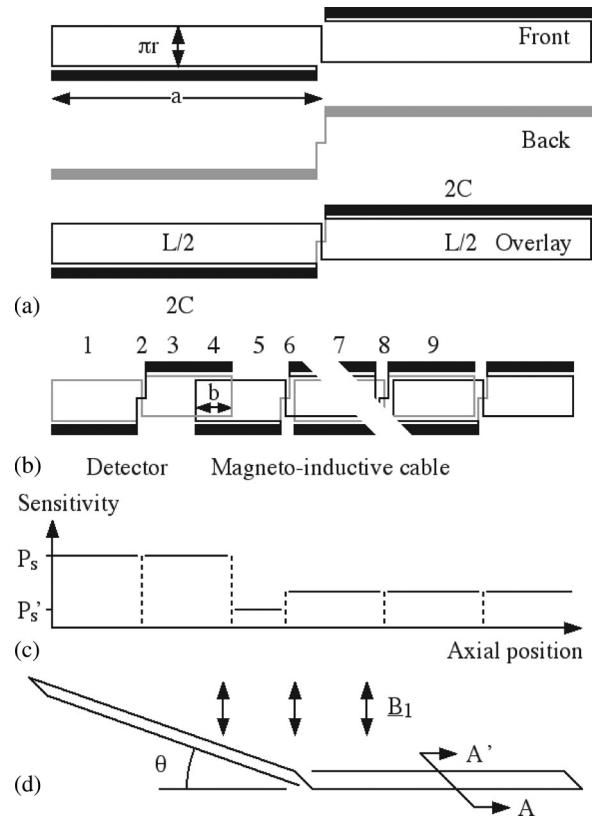 Front
πr
a
Back
2C
L/2
L/2 Overlay
(a)
2C
1 2 3 4 5 6 7 8 9
b
(b)
Detector Magneto-inductive cable
Sensitivity
Ps
Ps'
(c)
Axial position
B1
θ
A'
(d)
A